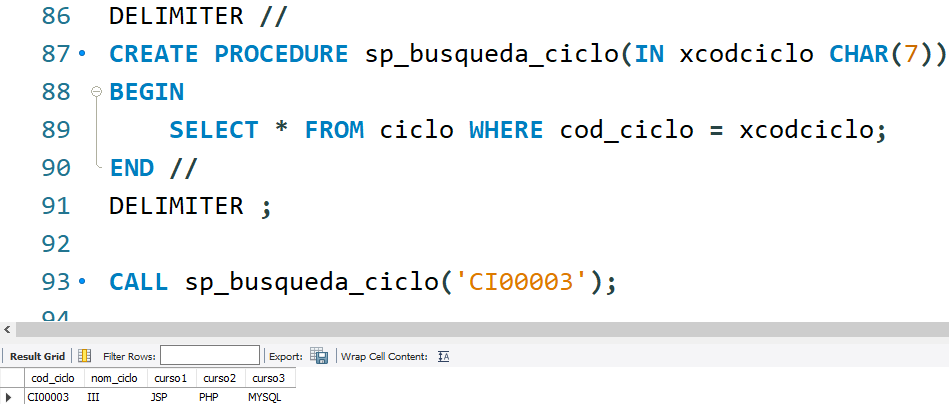 86 DELIMITER //
87 CREATE PROCEDURE sp_busqueda_ciclo(IN xcodciclo CHAR(7))
88 BEGIN
89 SELECT * FROM ciclo WHERE cod_ciclo = xcodciclo;
90 END //
91 DELIMITER ;
92
93 CALL sp_busqueda_ciclo('CI00003');
94
Result Grid Filter Rows: Export: Wrap Cell Content:
cod_ciclo nom_ciclo curso1 curso2 curso3
CI00003 III JSP PHP MYSQL